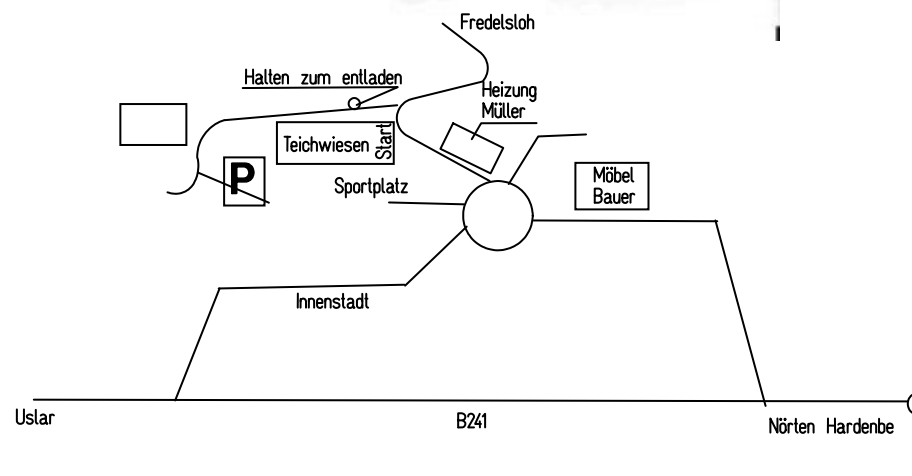 Fredelsloh
Halten zum entladen
Heizung
Müller
Teichwiesen
Start
P
Möbel
Bauer
Sportplatz
Innenstadt
Uslar
B241
Nörten Hardenbe